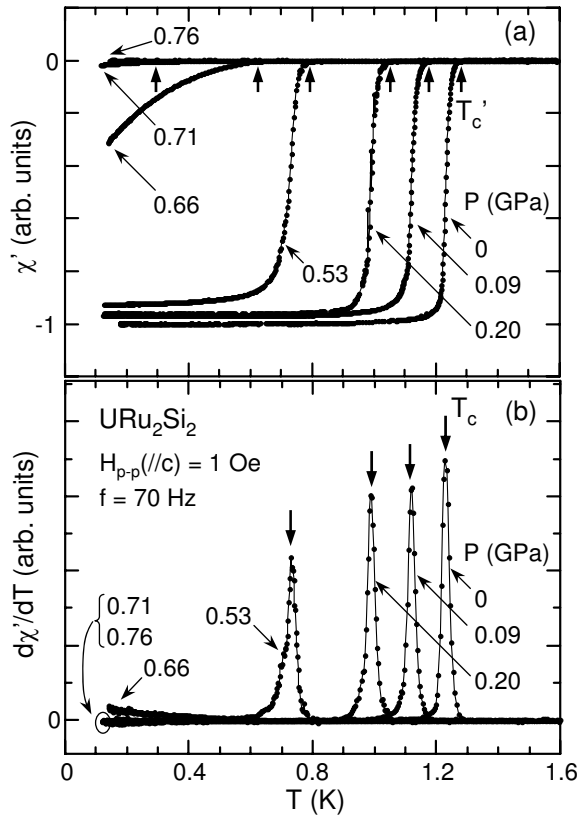 (a)
0.76
0
0.71
0.66
T_c'
P (GPa)
0
0.09
0.20
0.53
-1
χ' (arb. units)
(b)
URu₂Si₂
H_{p-p}(//c) = 1 Oe
f = 70 Hz
T_c
P (GPa)
0
0.09
0.20
0.53
0.71
0.76
0.66
0
dχ'/dT (arb. units)
0 0.4 0.8 1.2 1.6
T (K)